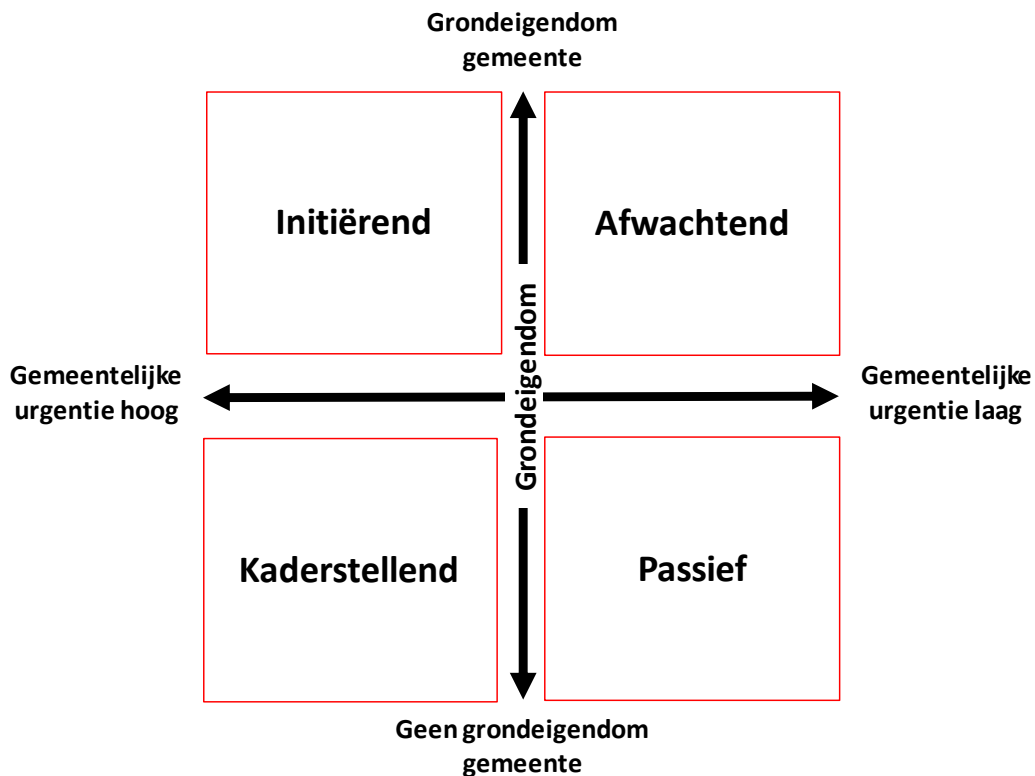 Grondeigendom
gemeente
Initiërend
Afwachtend
Grondeigendom
Gemeentelijke
urgentie hoog
Gemeentelijke
urgentie laag
Kaderstellend
Passief
Geen grondeigendom
gemeente